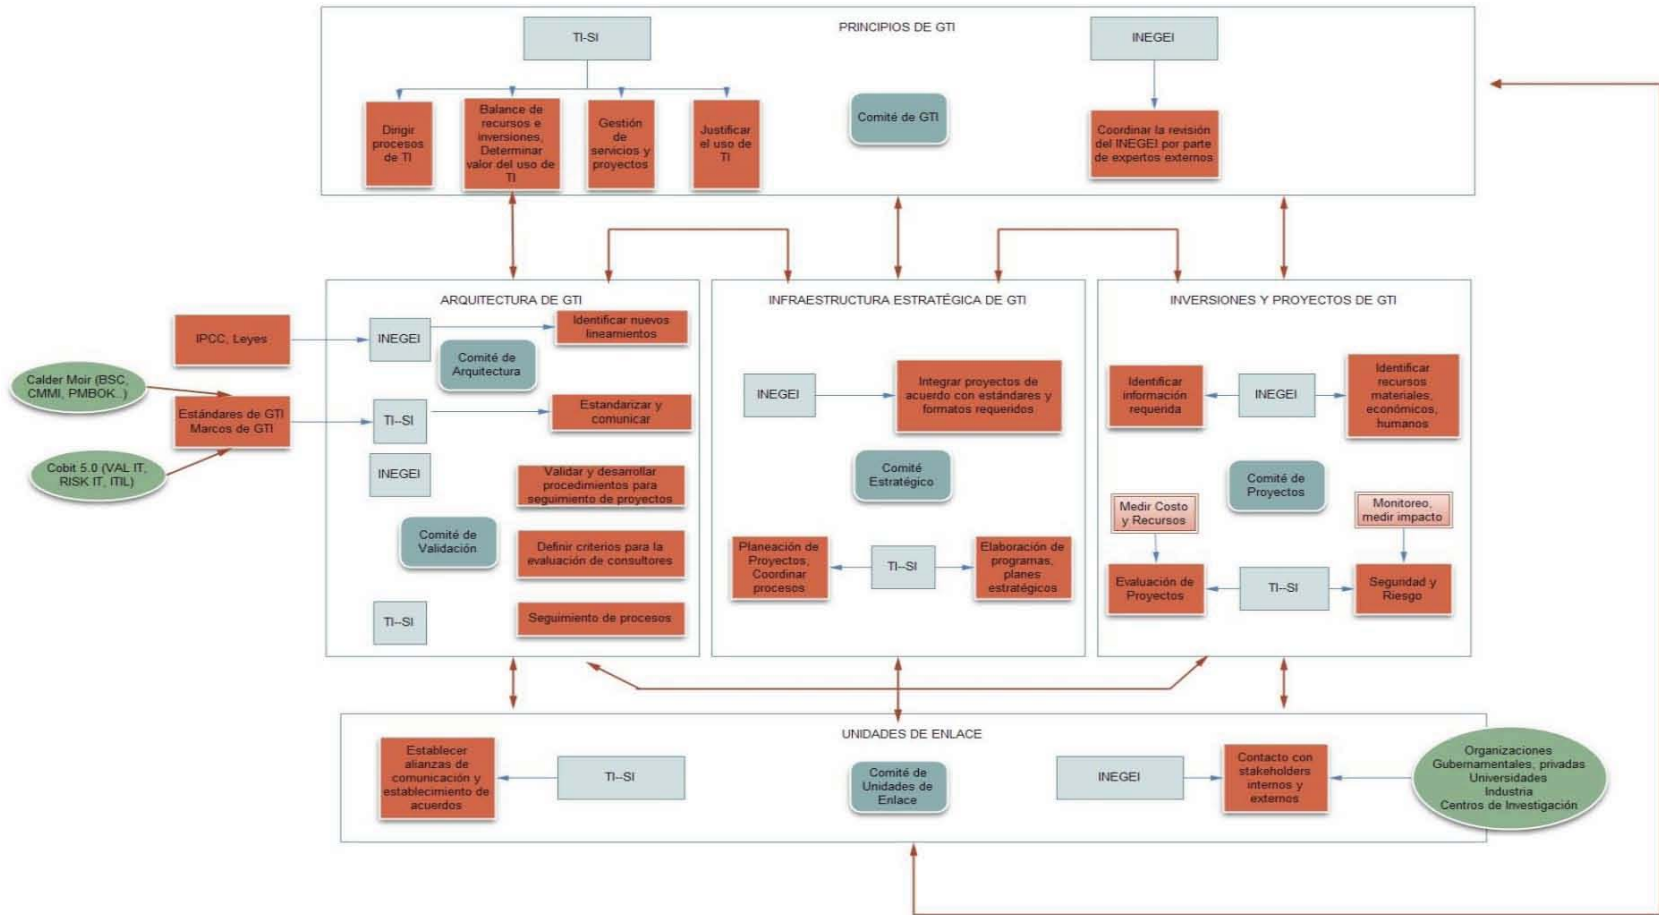 PRINCIPIOS DE GTI
TI-SI
INEGEI
Dirigir
procesos
de TI
Balance de
recursos e
inversiones,
Determinar
valor del uso de
TI
Gestión
de
servicios y
proyectos
Justificar
el uso de
TI
Comité de GTI
Coordinar la revisión
del INEGEI por parte
de expertos externos
ARQUITECTURA DE GTI
IPCC, Leyes
INEGEI
Identificar nuevos
lineamientos
Comité de
Arquitectura
Calder Moir (BSC,
CMMI, PMBOK..)
Estándares de GTI
Marcos de GTI
TI--SI
Estandarizar y
comunicar
Cobit 5.0 (VAL IT,
RISK IT, ITIL)
INEGEI
Validar y desarrollar
procedimientos para
seguimiento de proyectos
Comité de
Validación
Definir criterios para la
evaluación de consultores
TI--SI
Seguimiento de procesos
INFRAESTRUCTURA ESTRATÉGICA DE GTI
INEGEI
Integrar proyectos de
acuerdo con estándares y
formatos requeridos
Comité
Estratégico
Planeación de
Proyectos,
Coordinar
procesos
TI--SI
Elaboración de
programas,
planes
estratégicos
INVERSIONES Y PROYECTOS DE GTI
Identificar
información
requerida
INEGEI
Identificar
recursos
materiales,
económicos,
humanos
Comité de
Proyectos
Medir Costo
y Recursos
Monitoreo,
medir impacto
Evaluación de
Proyectos
TI--SI
Seguridad y
Riesgo
UNIDADES DE ENLACE
Establecer
alianzas de
comunicación y
establecimiento de
acuerdos
TI--SI
Comité de
Unidades de
Enlace
INEGEI
Contacto con
stakeholders
internos y
externos
Organizaciones
Gubernamentales, privadas
Universidades
Industria
Centros de Investigación